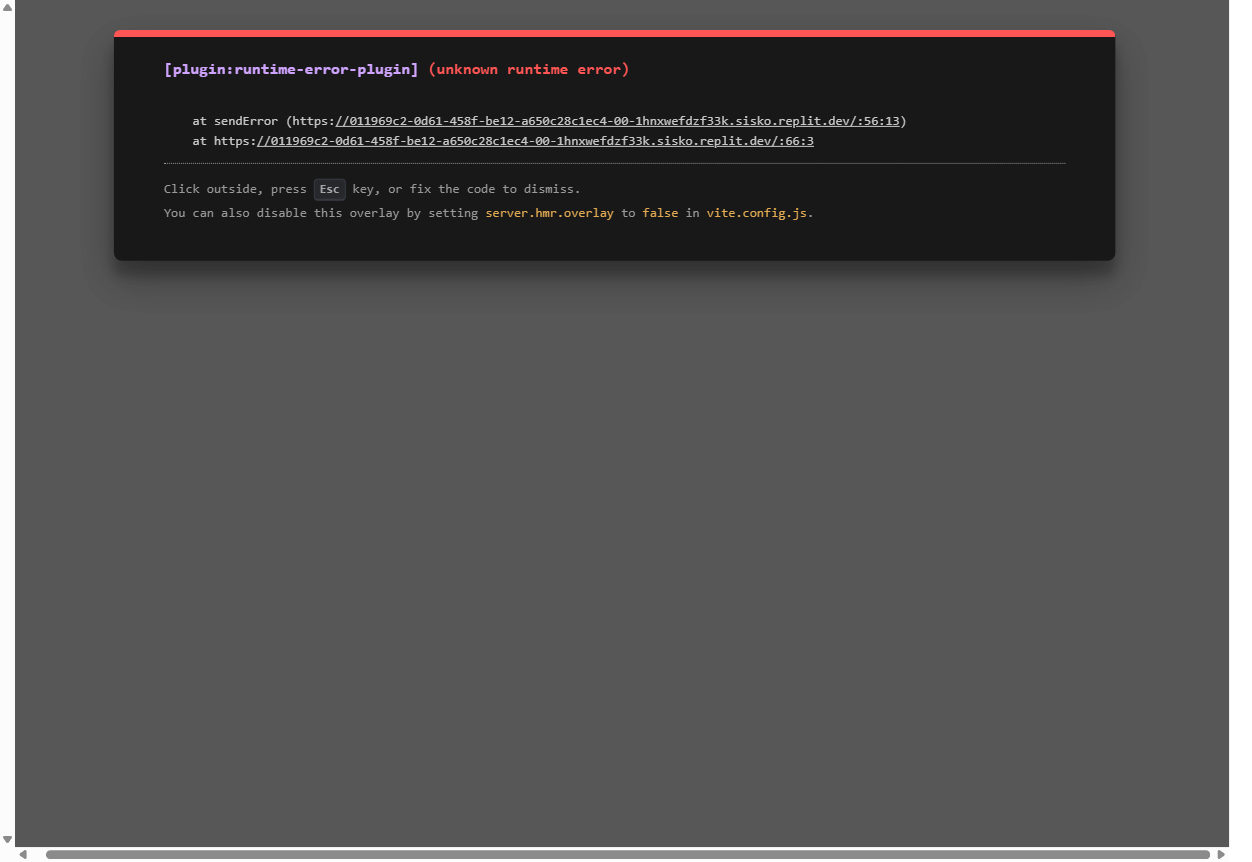 [plugin:runtime-error-plugin] (unknown runtime error)
at sendError (https://011969c2-0d61-458f-be12-a650c28c1ec4-00-1hnxwefdzf33k.sisko.replit.dev/:56:13)
at https://011969c2-0d61-458f-be12-a650c28c1ec4-00-1hnxwefdzf33k.sisko.replit.dev/:66:3
Click outside, press Esc key, or fix the code to dismiss.
You can also disable this overlay by setting server.hmr.overlay to false in vite.config.js.